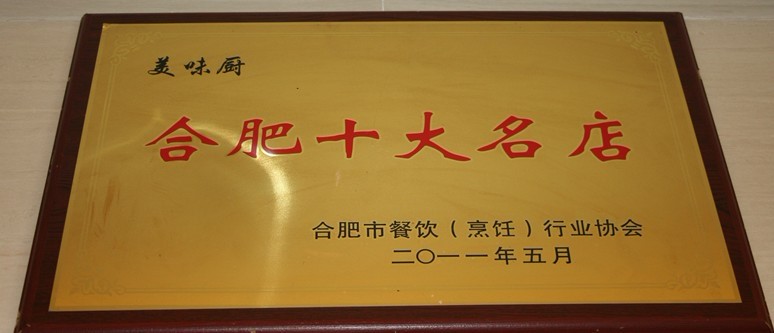 美味厨
合肥十大名店
合肥市餐饮（烹饪）行业协会
二〇一一年五月